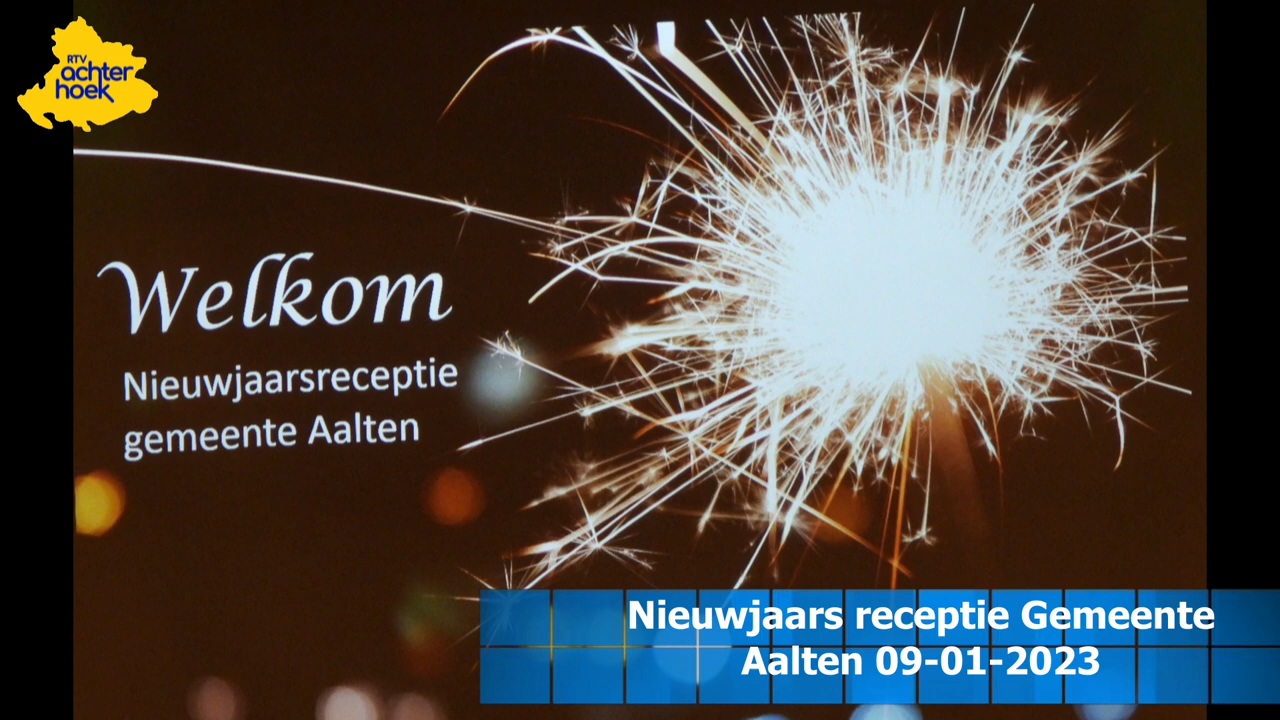 RTV
achter
hoek
Welkom
Nieuwjaarsreceptie
gemeente Aalten
Nieuwjaars receptie Gemeente
Aalten 09-01-2023